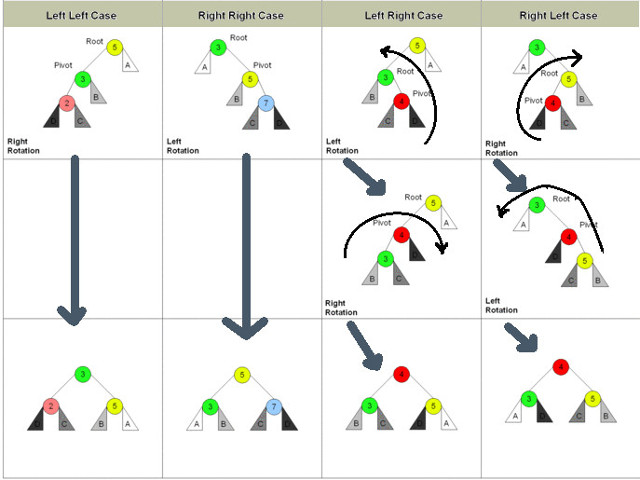 Left Left Case
Right Right Case
Left Right Case
Right Left Case
Root
5
A
Pivot
3
B
2
D
C
Right
Rotation
3
Root
A
Pivot
5
B
7
C
D
Left
Rotation
5
A
3
Root
B
Pivot
4
C
D
Left
Rotation
3
A
Root
5
Pivot
B
4
D
C
Right
Rotation
Root
5
A
Pivot
4
D
3
B
C
Right
Rotation
Root
3
A
Pivot
4
D
5
C
B
Left
Rotation
3
2
5
D
C
B
A
5
3
7
A
B
C
D
4
3
5
B
C
D
A
4
3
5
A
D
C
B